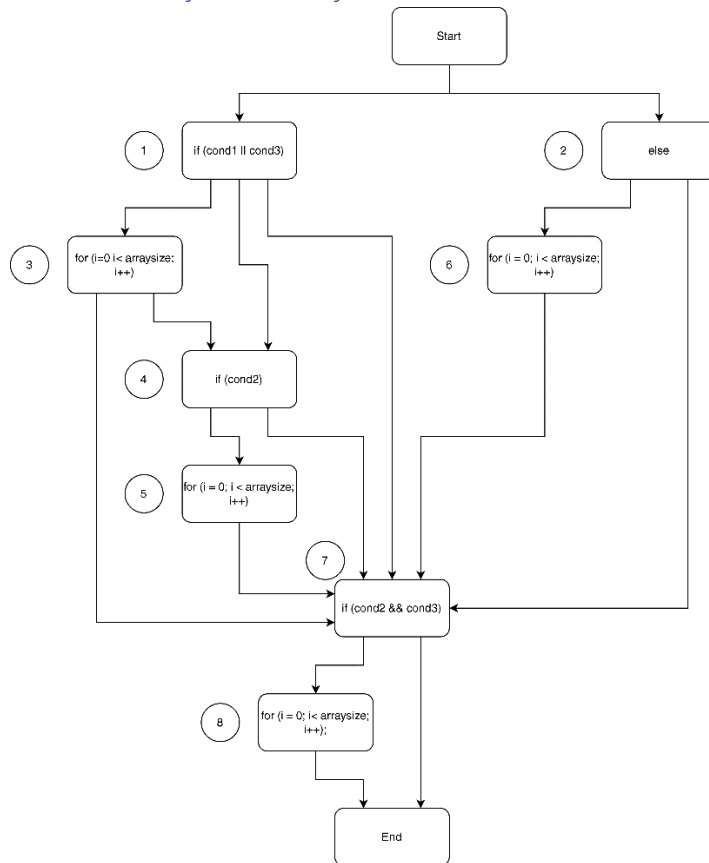 Start
1
if (cond1 || cond3)
2
else
3
for (i=0 i< arraysize;
i++)
6
for (i = 0; i < arraysize;
i++)
4
if (cond2)
5
for (i = 0; i < arraysize;
i++)
7
if (cond2 && cond3)
8
for (i = 0; i< arraysize;
i++);
End